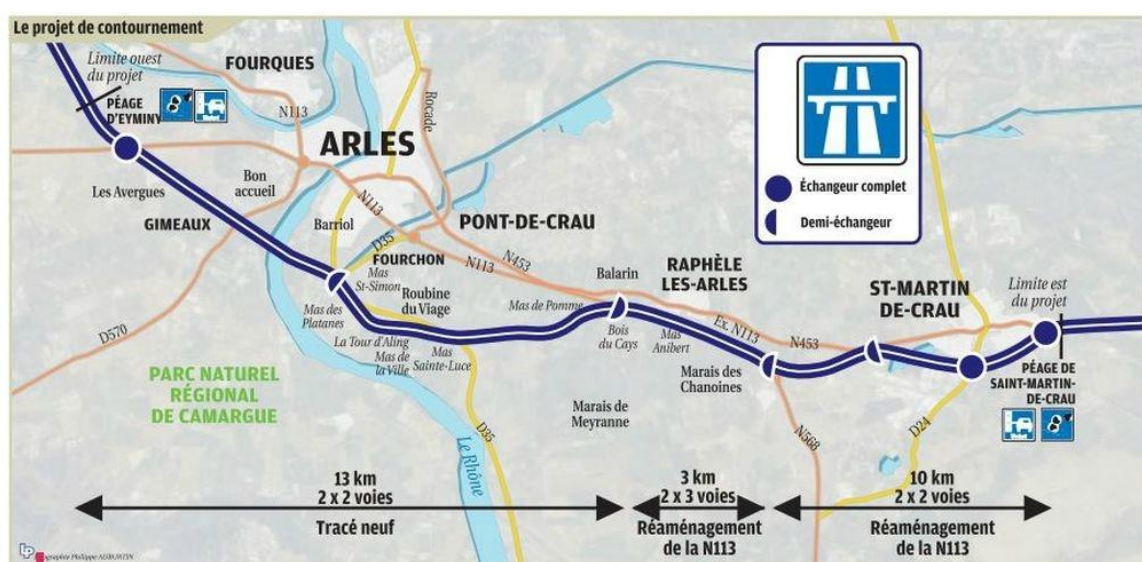 Le projet de contournement
Limite ouest
du projet
PÉAGE
D'EYMINY
FOURQUES
N113
Rocade
ARLES
Les Avergues
Bon
accueil
GIMEAUX
Barriol
N113
D35
FOURCHON
PONT-DE-CRAU
N113
N453
Mas
St-Simon
Roubine
du Viage
Mas des
Platanes
La Tour d'Aling
Mas de
la Ville
Mas
Sainte-Luce
Mas de Pomme
Balarin
Bois
du Cays
RAPHÈLE
LES-ARLES
Mas
Anibert
Ex. N113
N453
Marais des
Chanoines
Marais de
Meyranne
ST-MARTIN
DE-CRAU
Limite est
du projet
PÉAGE DE
SAINT-MARTIN-
DE-CRAU
D570
PARC NATUREL
RÉGIONAL
DE CAMARGUE
Le Rhône
D35
N568
D24
Échangeur complet
Demi-échangeur
13 km
2 x 2 voies
Tracé neuf
3 km
2 x 3 voies
Réaménagement
de la N113
10 km
2 x 2 voies
Réaménagement
de la N113
LP
Philippe AUBURTIN